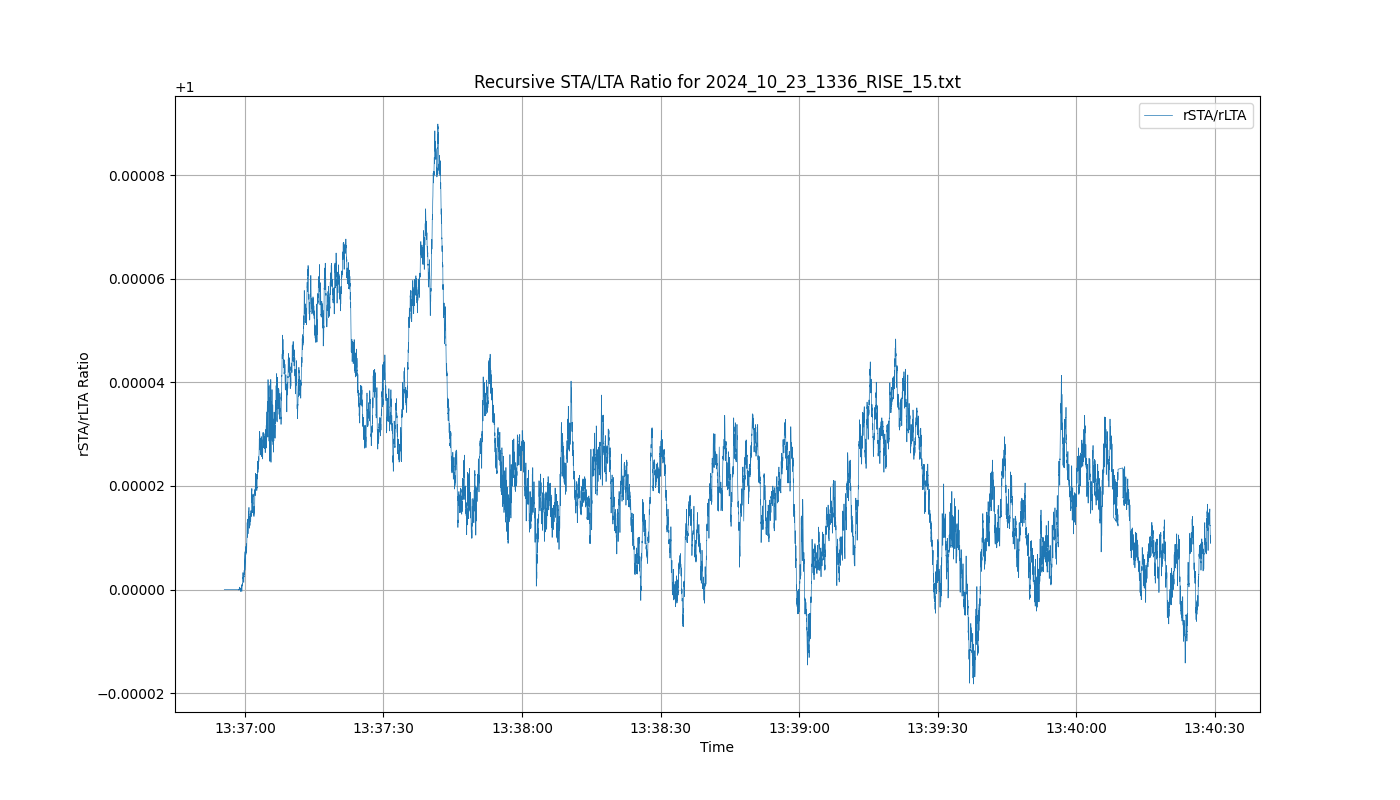 Recursive STA/LTA Ratio for 2024_10_23_1336_RISE_15.txt
+1
rSTA/rLTA
0.00008
0.00006
0.00004
0.00002
0.00000
−0.00002
rSTA/rLTA Ratio
13:37:00 13:37:30 13:38:00 13:38:30 13:39:00 13:39:30 13:40:00 13:40:30
Time